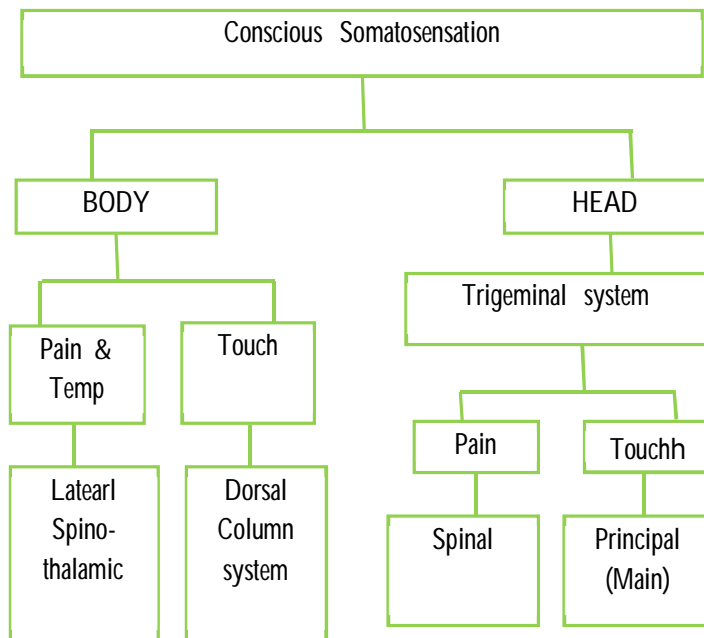 Conscious Somatosensation
BODY
HEAD
Trigeminal system
Pain &
Temp
Touch
Pain
Touchh
Latearl
Spino-
thalamic
Dorsal
Column
system
Spinal
Principal
(Main)